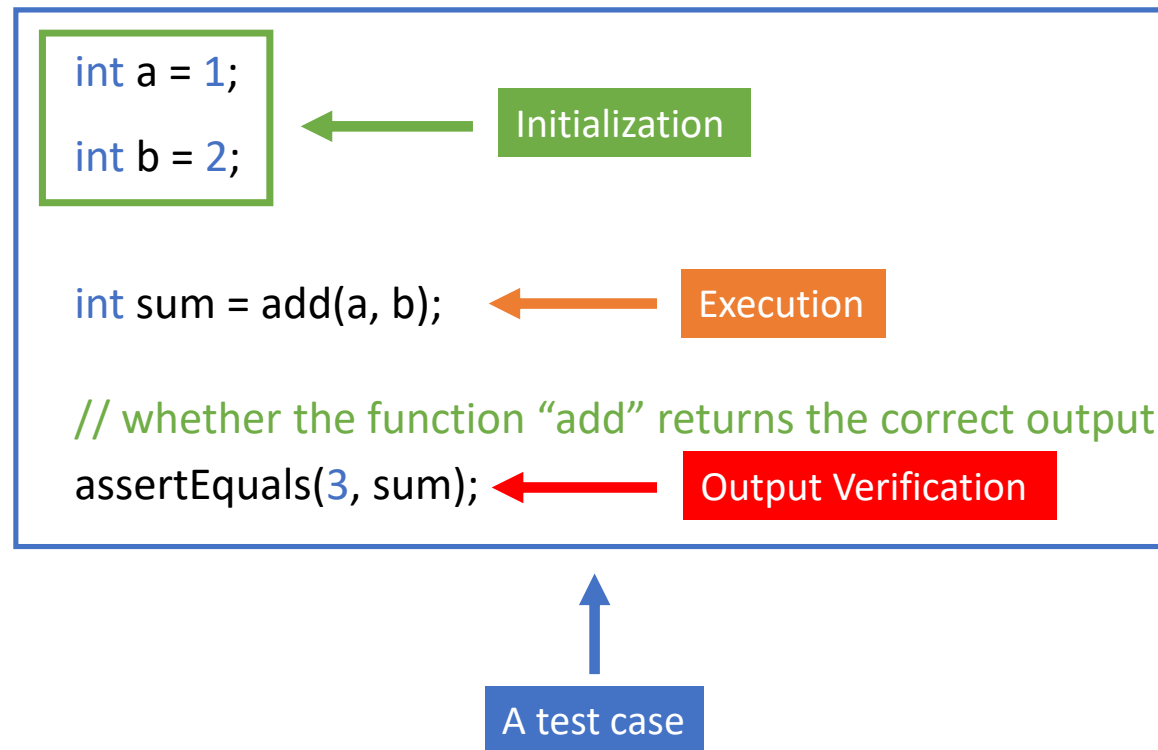 int a = 1;
Initialization
int b = 2;
int sum = add(a, b);
Execution
// whether the function “add” returns the correct output
assertEquals(3, sum);
Output Verification
A test case